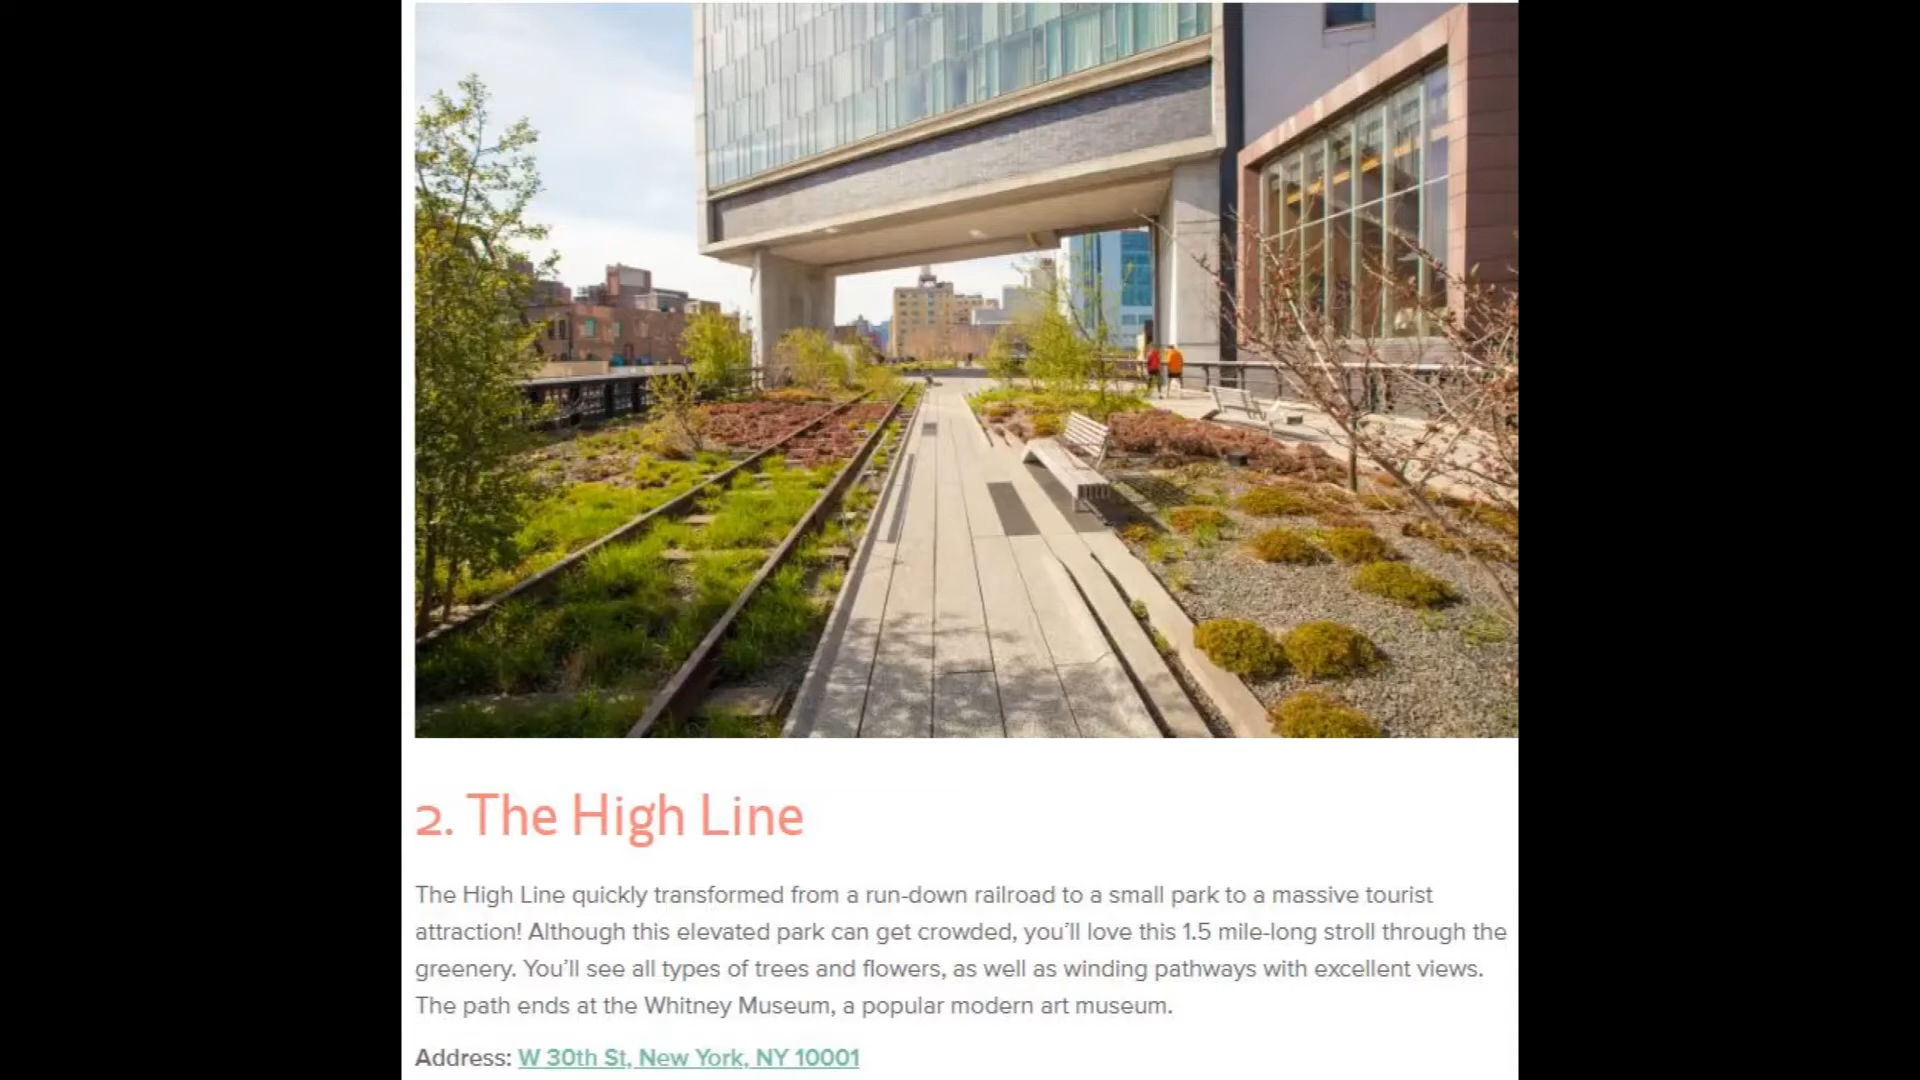 2. The High Line
The High Line quickly transformed from a run-down railroad to a small park to a massive tourist
attraction! Although this elevated park can get crowded, you'll love this 1.5 mile-long stroll through the
greenery. You'll see all types of trees and flowers, as well as winding pathways with excellent views.
The path ends at the Whitney Museum, a popular modern art museum.
Address: W 30th St, New York, NY 10001